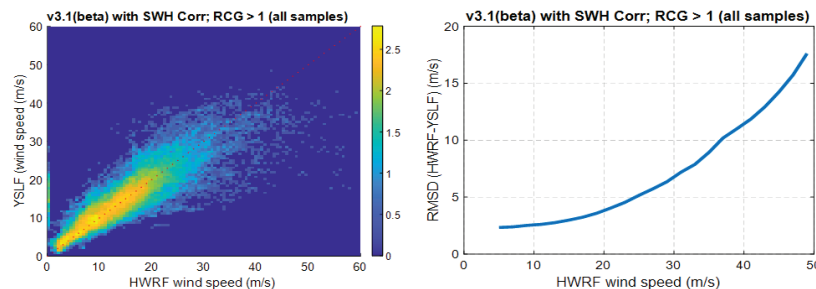 v3.1(beta) with SWH Corr; RCG > 1 (all samples)
YSLF (wind speed) (m/s)
60
50
40
30
20
10
0
0 10 20 30 40 50 60
HWRF wind speed (m/s)
2.5
2
1.5
1
0.5
0
v3.1(beta) with SWH Corr; RCG > 1 (all samples)
RMSD (HWRF-YSLF) (m/s)
20
15
10
5
0
0 10 20 30 40 50
HWRF wind speed (m/s)